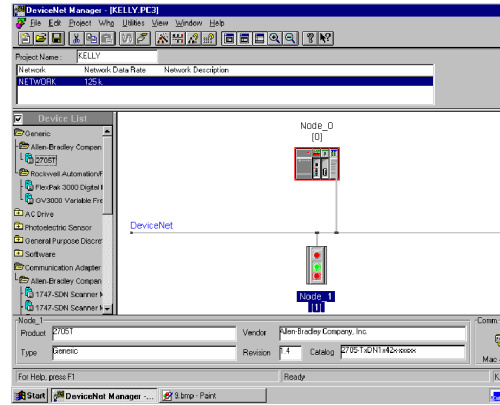 DeviceNet Manager - [KELLY.PC3]
File Edit Project Who Utilities View Window Help
Project Name: KELLY
Network Network Data Rate Network Description
NETWORK 125 k
Device List
Generic
Allen-Bradley Compan
2705T
Rockwell Automation/F
FlexPak 3000 Digital I
GV3000 Variable Fre
AC Drive
Photoelectric Sensor
General Purpose Discre
Software
Communication Adapter
Allen-Bradley Compan
1747-SDN Scanner M
1747-SDN Scanner M
Node_0
[0]
DeviceNet
Node_1
[1]
Node_1
Product 2705T Vendor Allen-Bradley Company, Inc.
Type Generic Revision 1.4 Catalog 2705-TxDN1x42x-xxxxx
Comm.
Mac
For Help, press F1 Ready
Start DeviceNet Manager -... 9.bmp - Paint